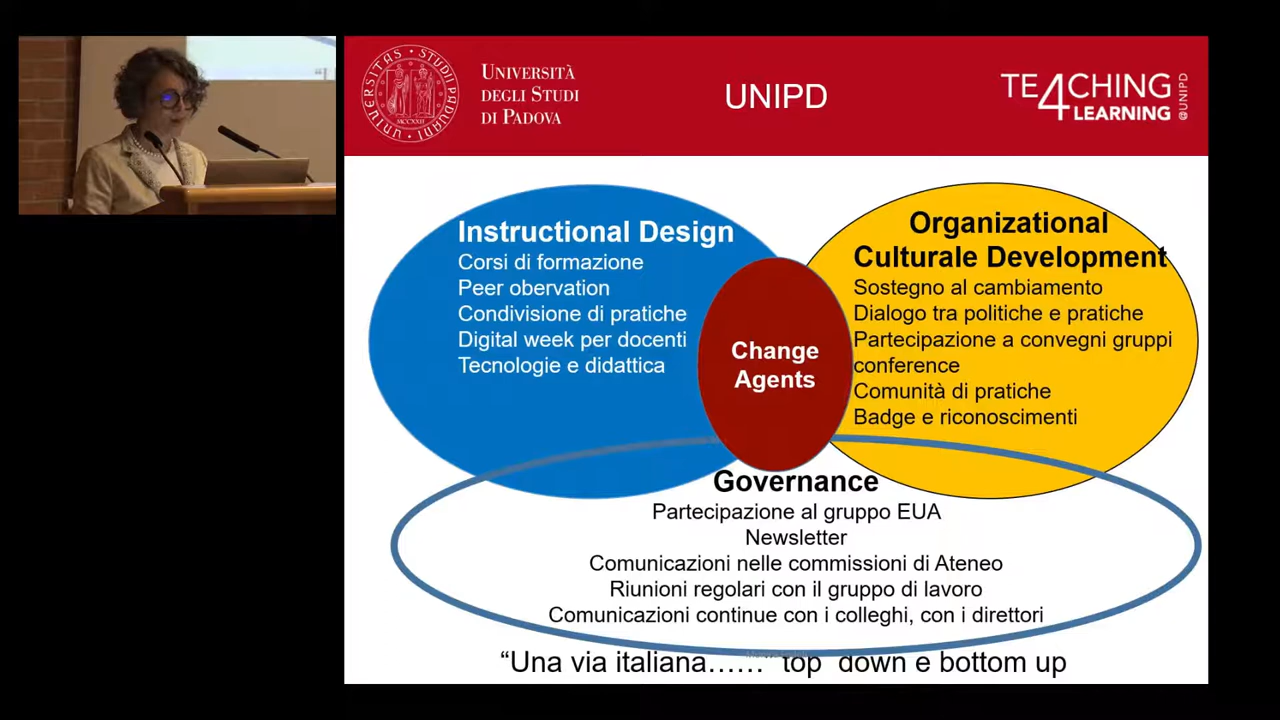 UNIVERSITÀ
DEGLI STUDI
DI PADOVA
UNIPD
TE4CHING
LEARNING
@UNIPD
UNIVERSITAS STUDII PADUANI
MCCXXII
Instructional Design
Corsi di formazione
Peer obervation
Condivisione di pratiche
Digital week per docenti
Tecnologie e didattica
Change
Agents
Organizational
Culturale Development
Sostegno al cambiamento
Dialogo tra politiche e pratiche
Partecipazione a convegni gruppi
conference
Comunità di pratiche
Badge e riconoscimenti
Governance
Partecipazione al gruppo EUA
Newsletter
Comunicazioni nelle commissioni di Ateneo
Riunioni regolari con il gruppo di lavoro
Comunicazioni continue con i colleghi, con i direttori
“Una via italiana……” top down e bottom up